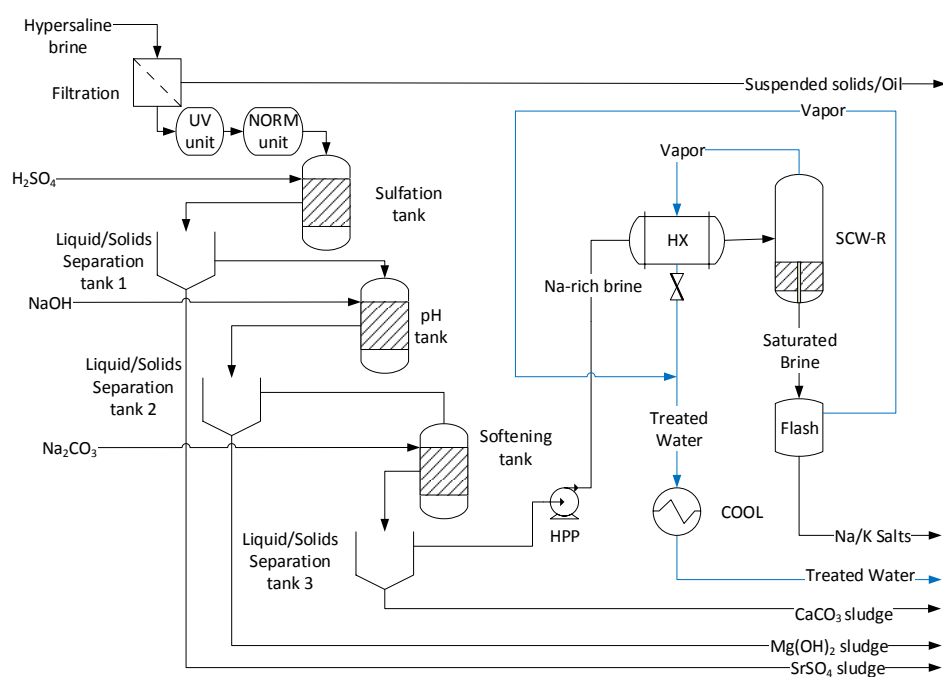 Hypersaline
brine
Filtration
Suspended solids/Oil
UV
unit
NORM
unit
Vapor
Vapor
H₂SO₄
Sulfation
tank
HX
SCW-R
Liquid/Solids
Separation
tank 1
Na-rich brine
NaOH
pH
tank
Saturated
Brine
Liquid/Solids
Separation
tank 2
Treated
Water
Flash
Na₂CO₃
Softening
tank
COOL
HPP
Liquid/Solids
Separation
tank 3
Na/K Salts
Treated Water
CaCO₃ sludge
Mg(OH)₂ sludge
SrSO₄ sludge